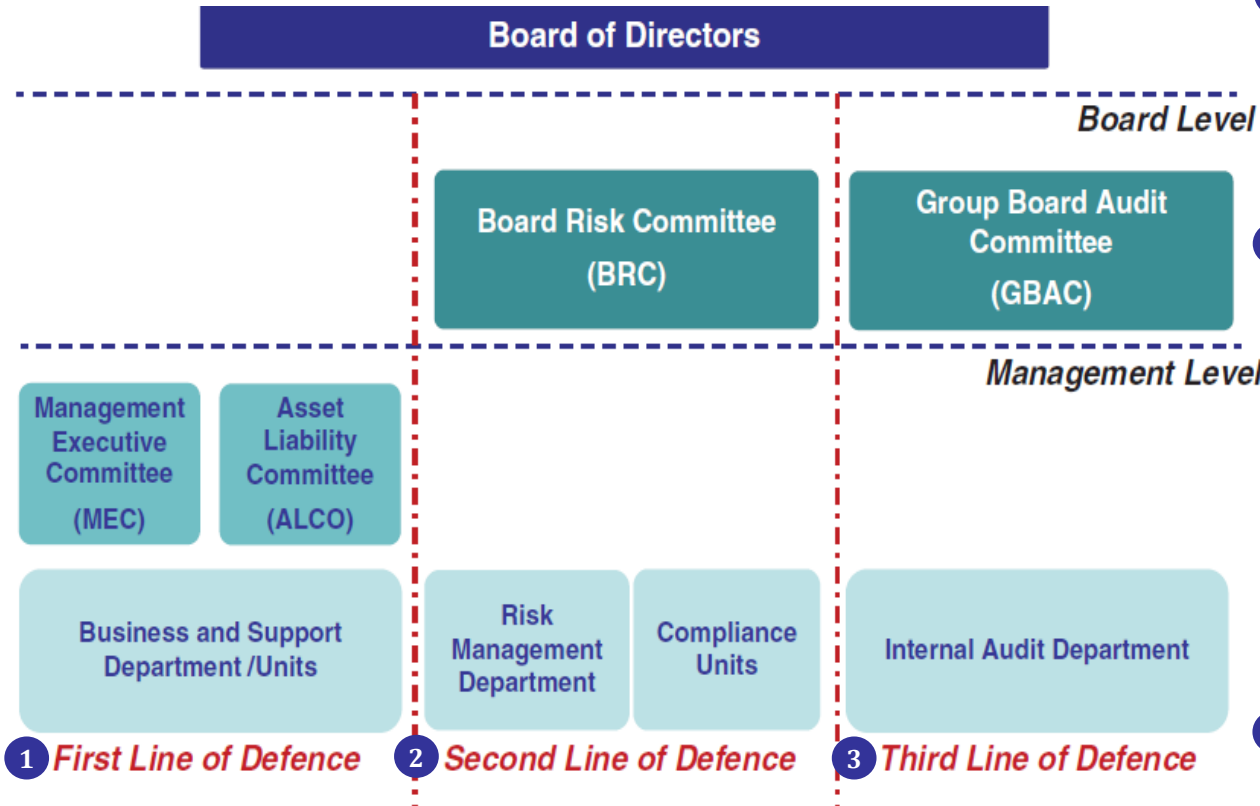 Board of Directors
Board Level
Board Risk Committee
(BRC)
Group Board Audit
Committee
(GBAC)
Management Level
Management
Executive
Committee
(MEC)
Asset
Liability
Committee
(ALCO)
Business and Support
Department /Units
Risk
Management
Department
Compliance
Units
Internal Audit Department
1 First Line of Defence
2 Second Line of Defence
3 Third Line of Defence